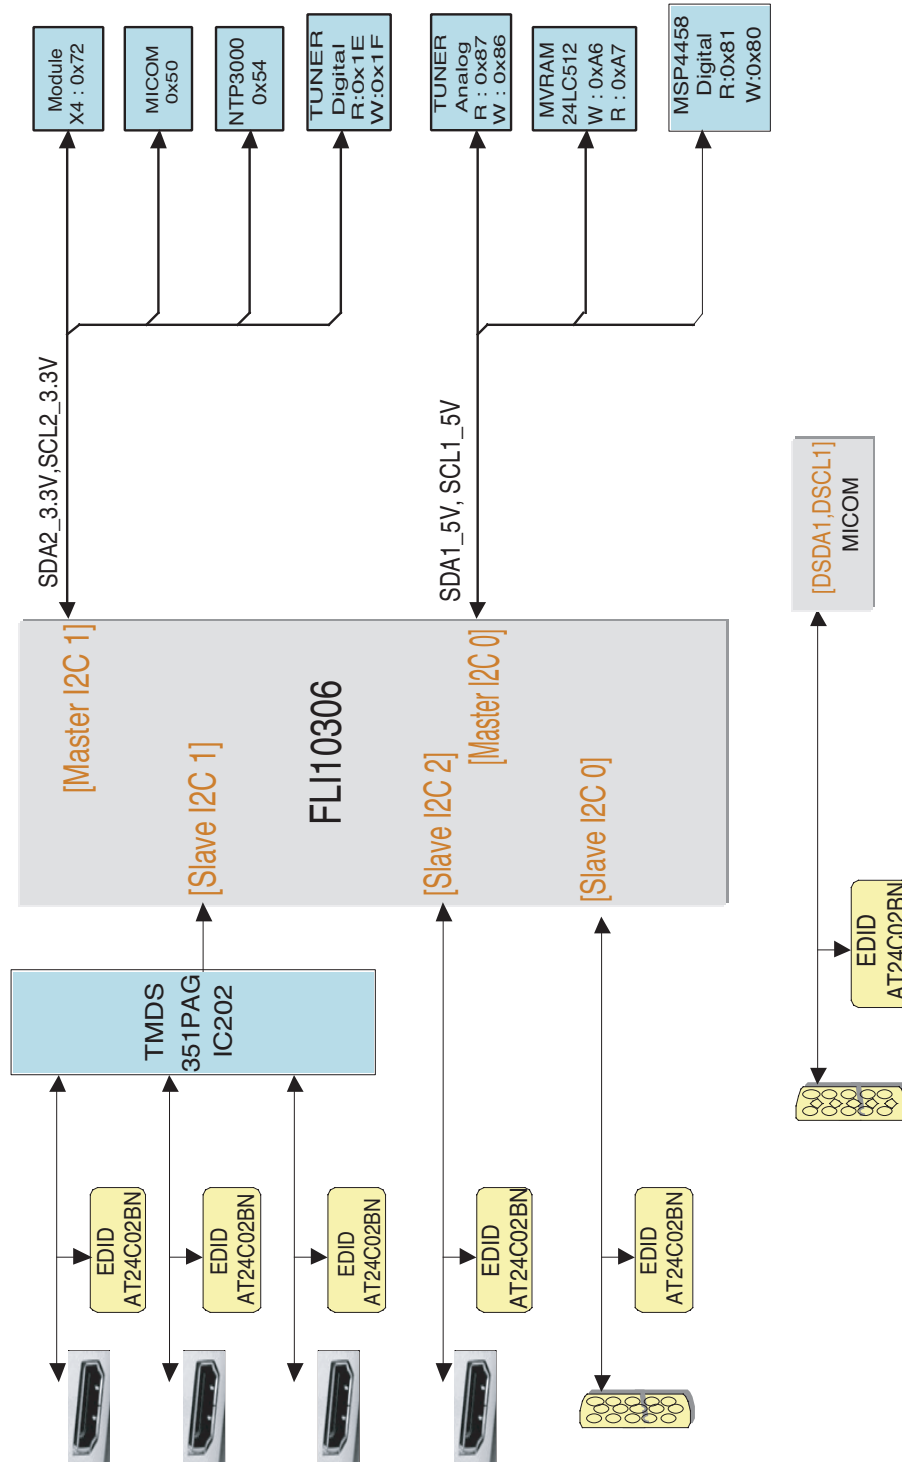 Module
X4 : 0x72
MICOM
0x50
NTP3000
0x54
TUNER
Digital
R:0x1E
W:0x1F
TUNER
Analog
R : 0x87
W : 0x86
MVRAM
24LC512
W : 0xA6
R : 0xA7
MSP4458
Digital
R:0x81
W:0x80
SDA2_3.3V,SCL2_3.3V
SDA1_5V, SCL1_5V
[DSDA1,DSCL1]
MICOM
[Master I2C 1]
[Slave I2C 1]
FLI10306
[Slave I2C 2]
[Master I2C 0]
[Slave I2C 0]
TMDS
351PAG
IC202
EDID
AT24C02BN
EDID
AT24C02BN
EDID
AT24C02BN
EDID
AT24C02BN
EDID
AT24C02BN
EDID
AT24C02BN